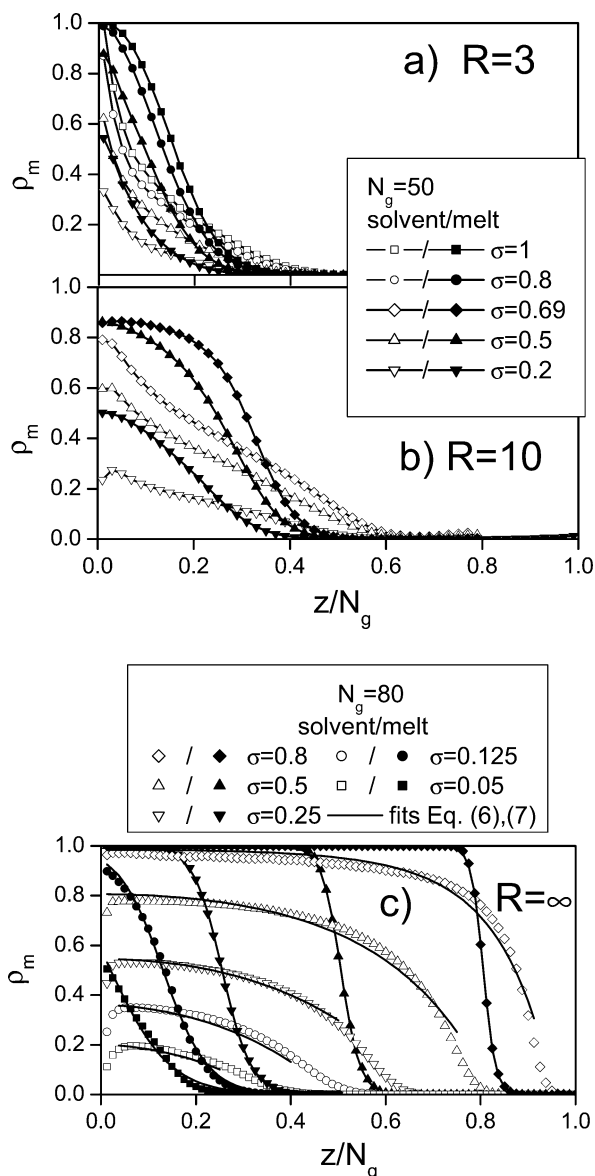 1.0
0.8
0.6
0.4
0.2
ρm
a) R=3
Ng=50
solvent/melt
-□-/-■- σ=1
-○-/-●- σ=0.8
-◇-/-◆- σ=0.69
-△-/-▲- σ=0.5
-▽-/-▼- σ=0.2
1.0
0.8
0.6
0.4
0.2
0.0
ρm
b) R=10
0.0 0.2 0.4 0.6 0.8 1.0
z/Ng
Ng=80
solvent/melt
◇ / ◆ σ=0.8 ○ / ● σ=0.125
△ / ▲ σ=0.5 □ / ■ σ=0.05
▽ / ▼ σ=0.25 — fits Eq. (6),(7)
1.0
0.8
0.6
0.4
0.2
0.0
ρm
c) R=∞
0.0 0.2 0.4 0.6 0.8 1.0
z/Ng